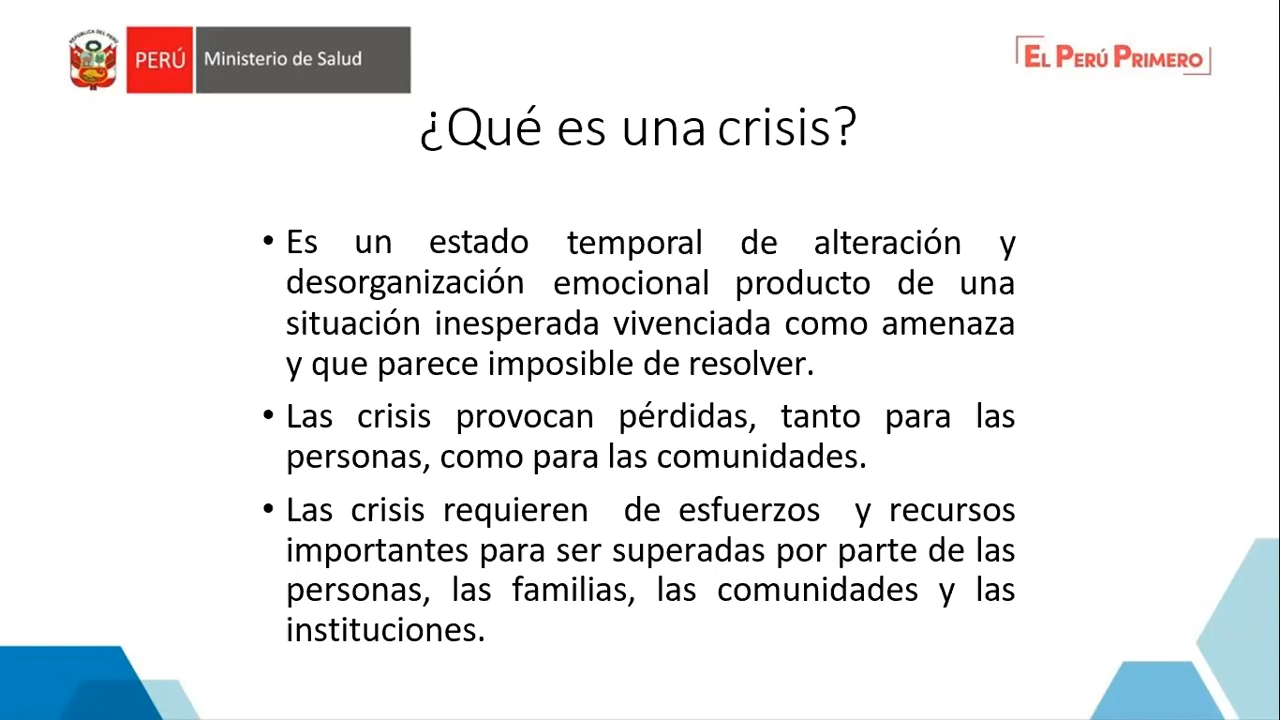 REPÚBLICA DEL PERÚ
PERÚ
Ministerio de Salud
EL PERÚ PRIMERO
¿Qué es una crisis?
• Es un estado temporal de alteración y
desorganización emocional producto de una
situación inesperada vivenciada como amenaza
y que parece imposible de resolver.
• Las crisis provocan pérdidas, tanto para las
personas, como para las comunidades.
• Las crisis requieren de esfuerzos y recursos
importantes para ser superadas por parte de las
personas, las familias, las comunidades y las
instituciones.